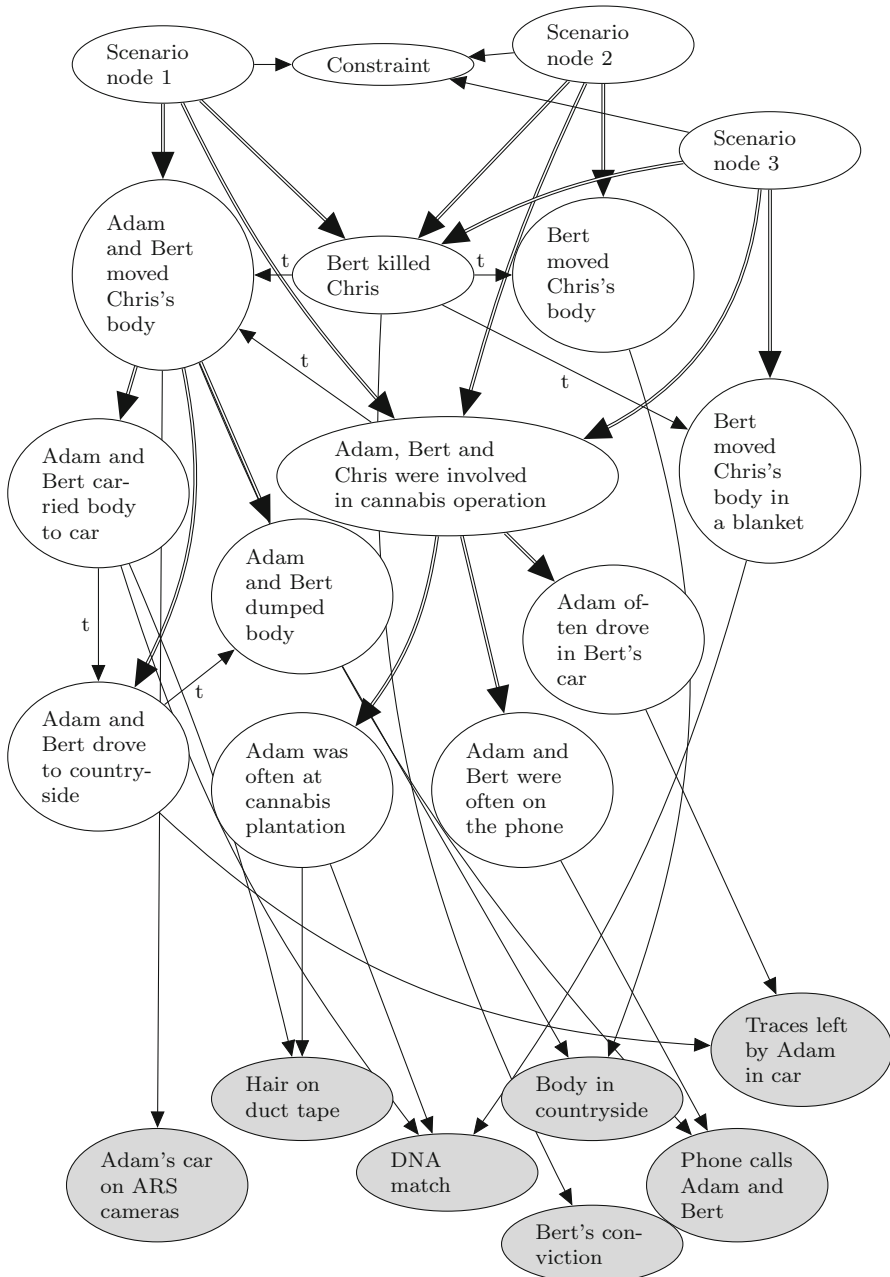 Scenario
node 1
Constraint
Scenario
node 2
Scenario
node 3
Adam
and Bert
moved
Chris's
body
t
Bert killed
Chris
t
Bert
moved
Chris's
body
t
t
Adam and
Bert car-
ried body
to car
Adam, Bert and
Chris were involved
in cannabis operation
Bert
moved
Chris's
body in
a blanket
Adam
and Bert
dumped
body
Adam of-
ten drove
in Bert's
car
t
t
Adam and
Bert drove
to country-
side
Adam was
often at
cannabis
plantation
Adam and
Bert were
often on
the phone
Traces left
by Adam
in car
Hair on
duct tape
Body in
countryside
Adam's car
on ARS
cameras
DNA
match
Phone calls
Adam and
Bert
Bert's con-
viction